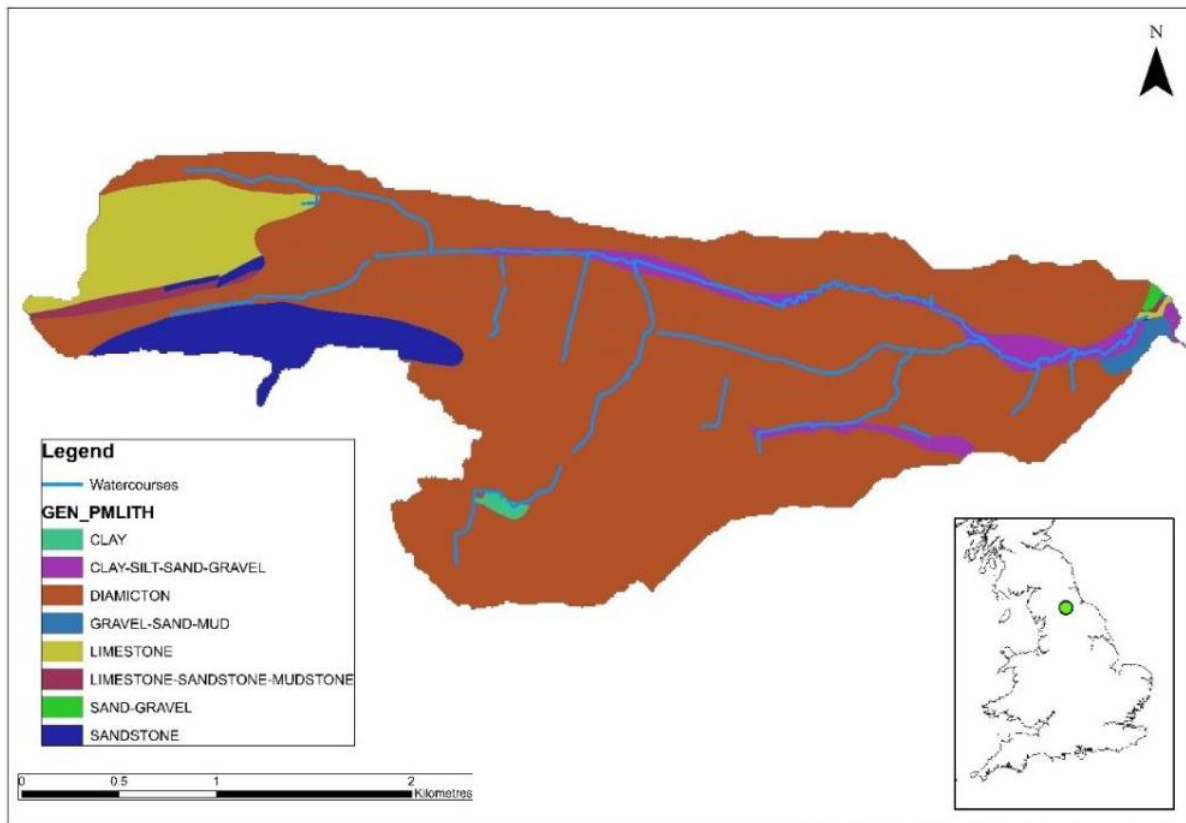 N
Legend
Watercourses
GEN_PMLITH
CLAY
CLAY-SILT-SAND-GRAVEL
DIAMICTON
GRAVEL-SAND-MUD
LIMESTONE
LIMESTONE-SANDSTONE-MUDSTONE
SAND-GRAVEL
SANDSTONE
0 0.5 1 2
Kilometres